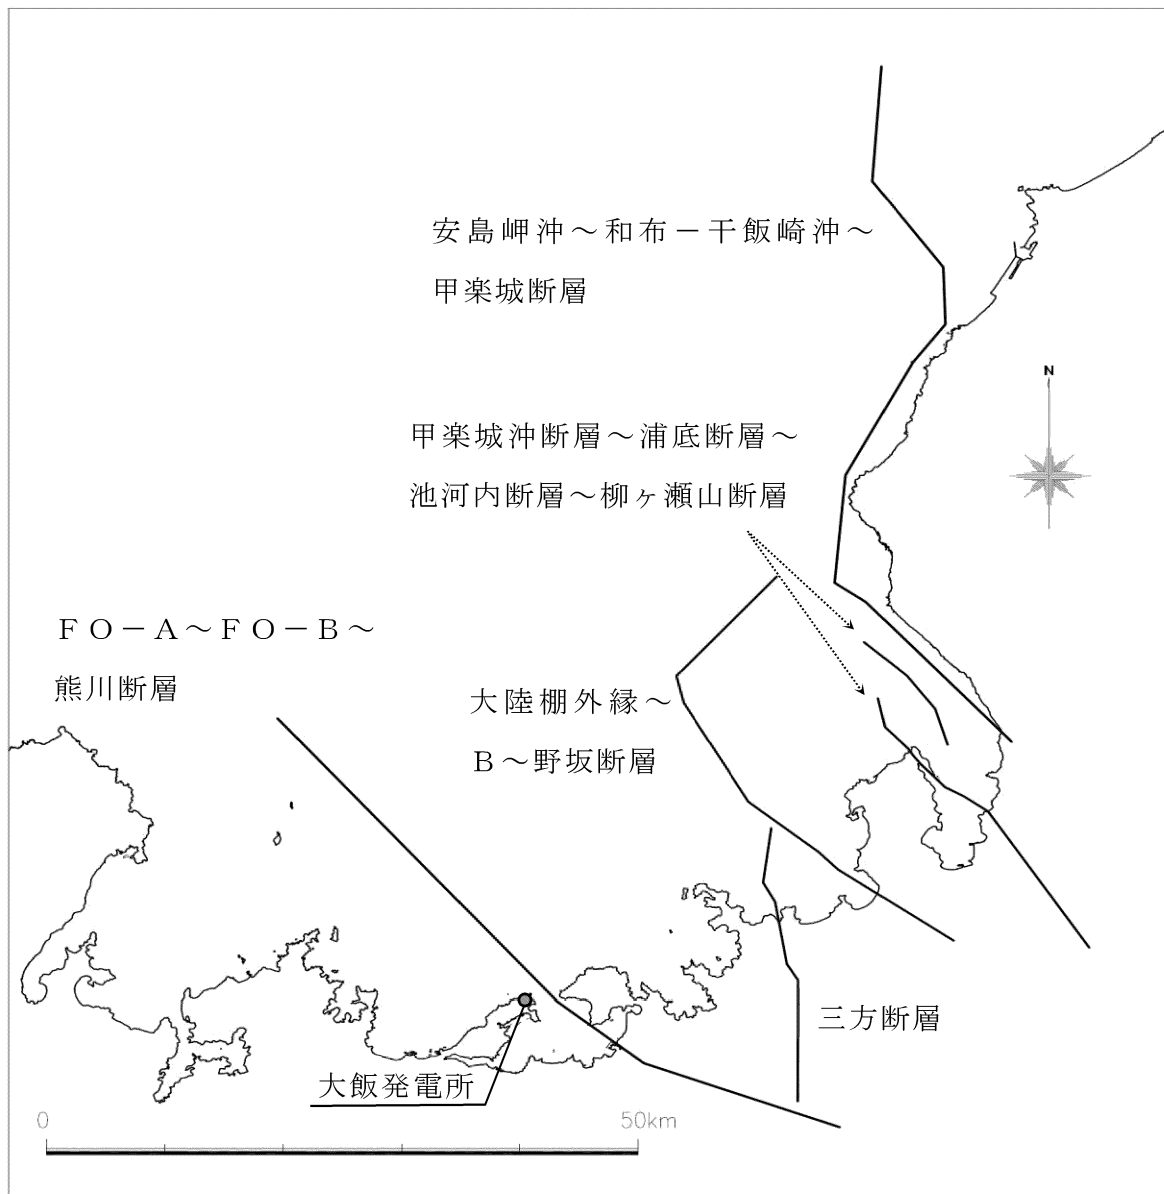 安島岬沖～和布－干飯崎沖～
甲楽城断層
N
甲楽城沖断層～浦底断層～
池河内断層～柳ヶ瀬山断層
ＦＯ－Ａ～ＦＯ－Ｂ～
熊川断層
大陸棚外縁～
Ｂ～野坂断層
三方断層
大飯発電所
0
50km